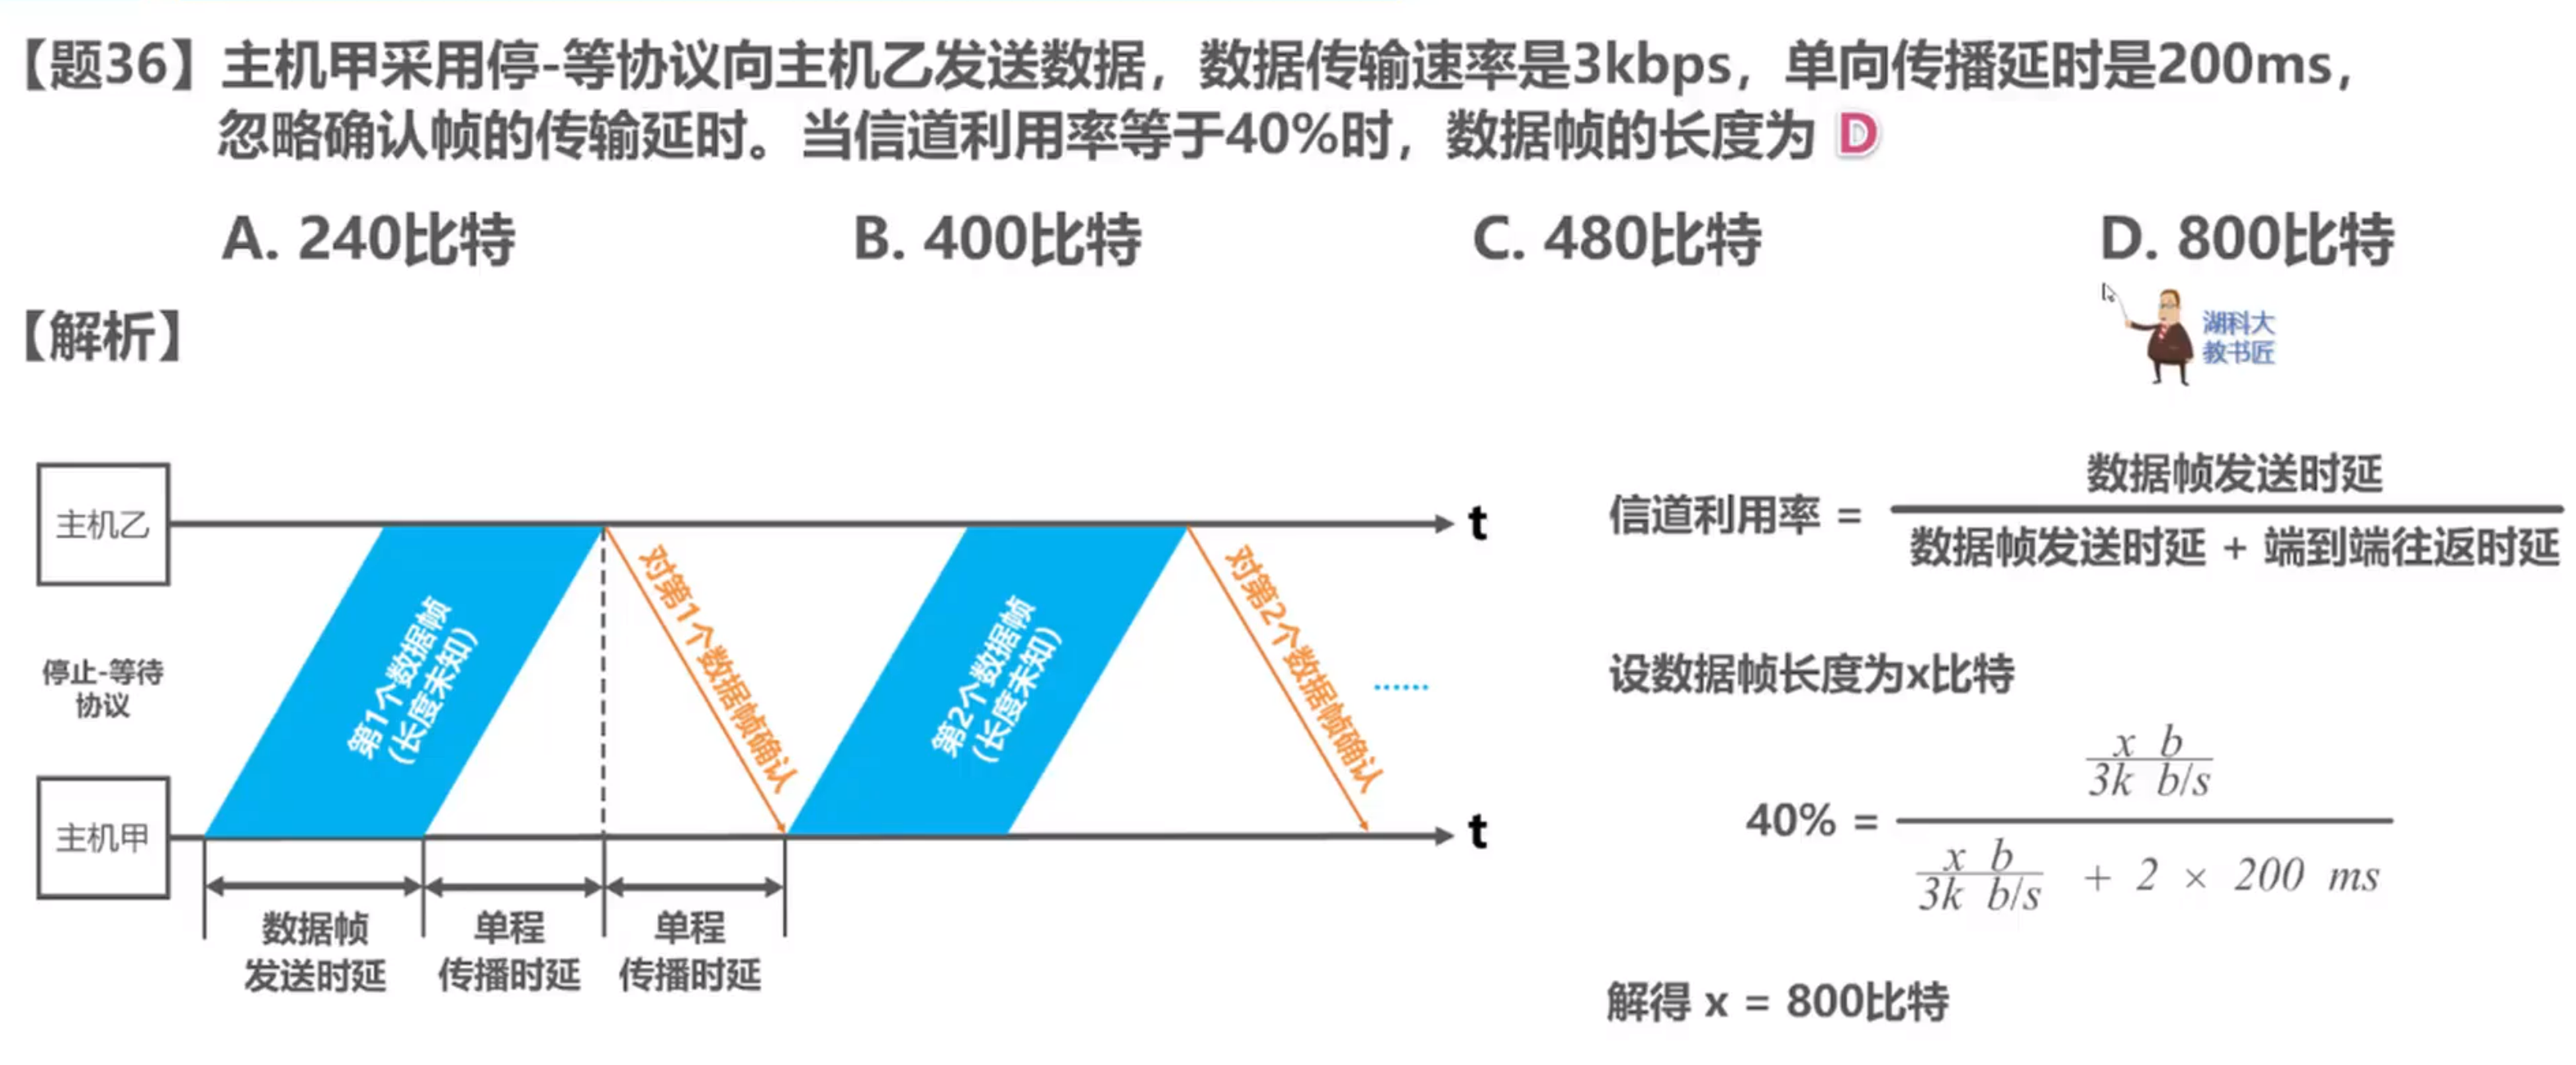 【题36】主机甲采用停-等协议向主机乙发送数据，数据传输速率是3kbps，单向传播延时是200ms，
忽略确认帧的传输延时。当信道利用率等于40%时，数据帧的长度为 D
A. 240比特 B. 400比特 C. 480比特 D. 800比特
【解析】
湖科大
教书匠
主机乙
t
停止-等待
协议
主机甲
t
第1个数据帧
(长度未知)
对第1个数据帧确认
第2个数据帧
(长度未知)
对第2个数据帧确认
......
数据帧
发送时延
单程
传播时延
单程
传播时延
信道利用率 =
数据帧发送时延
数据帧发送时延 + 端到端往返时延
设数据帧长度为x比特
40% =
x b
3k b/s
x b
3k b/s
+ 2 × 200 ms
解得 x = 800比特